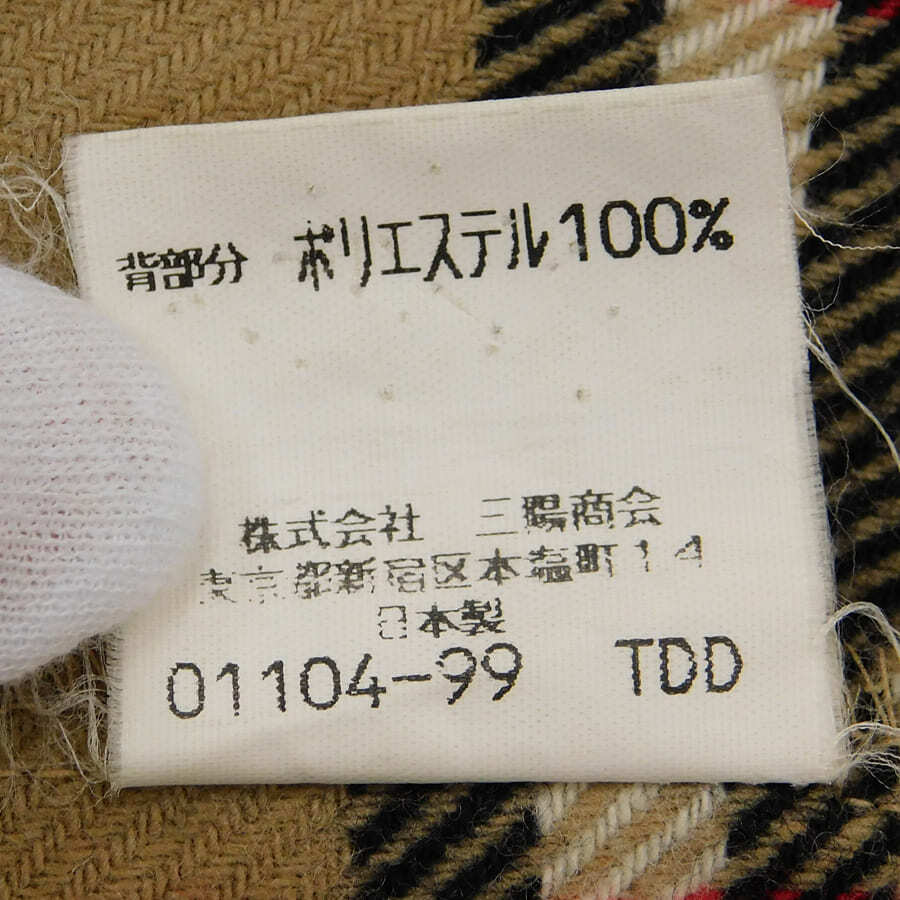 背部分 ポリエステル100%
株式会社 三陽商会
東京都新宿区本塩町14
日本製
01104-99 TDD